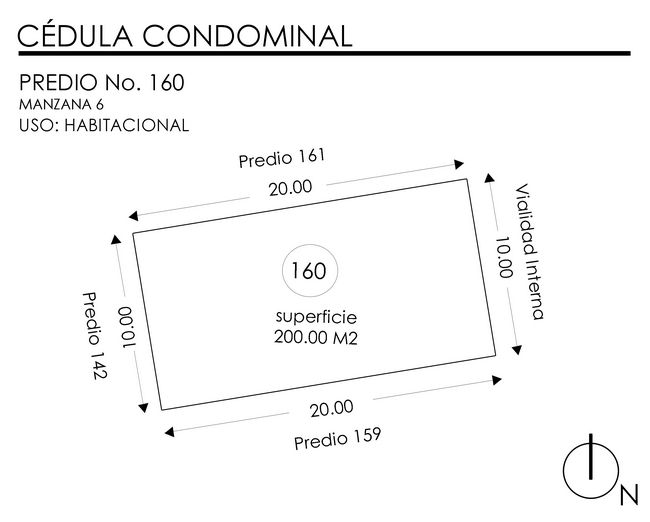 CÉDULA CONDOMINAL
PREDIO No. 160
MANZANA 6
USO: HABITACIONAL
Predio 161
20.00
Vialidad Interna
10.00
160
superficie
200.00 M2
10.00
Predio 142
20.00
Predio 159
N